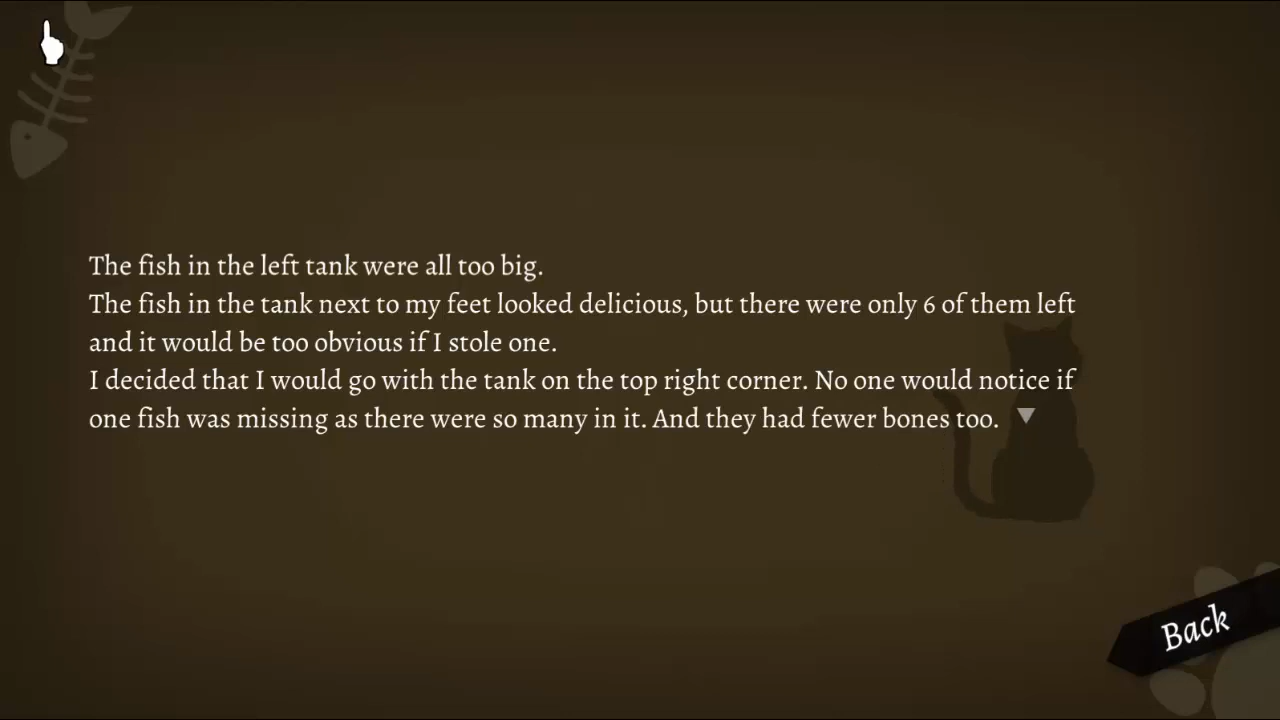 The fish in the left tank were all too big.
The fish in the tank next to my feet looked delicious, but there were only 6 of them left
and it would be too obvious if I stole one.
I decided that I would go with the tank on the top right corner. No one would notice if
one fish was missing as there were so many in it. And they had fewer bones too.
Back